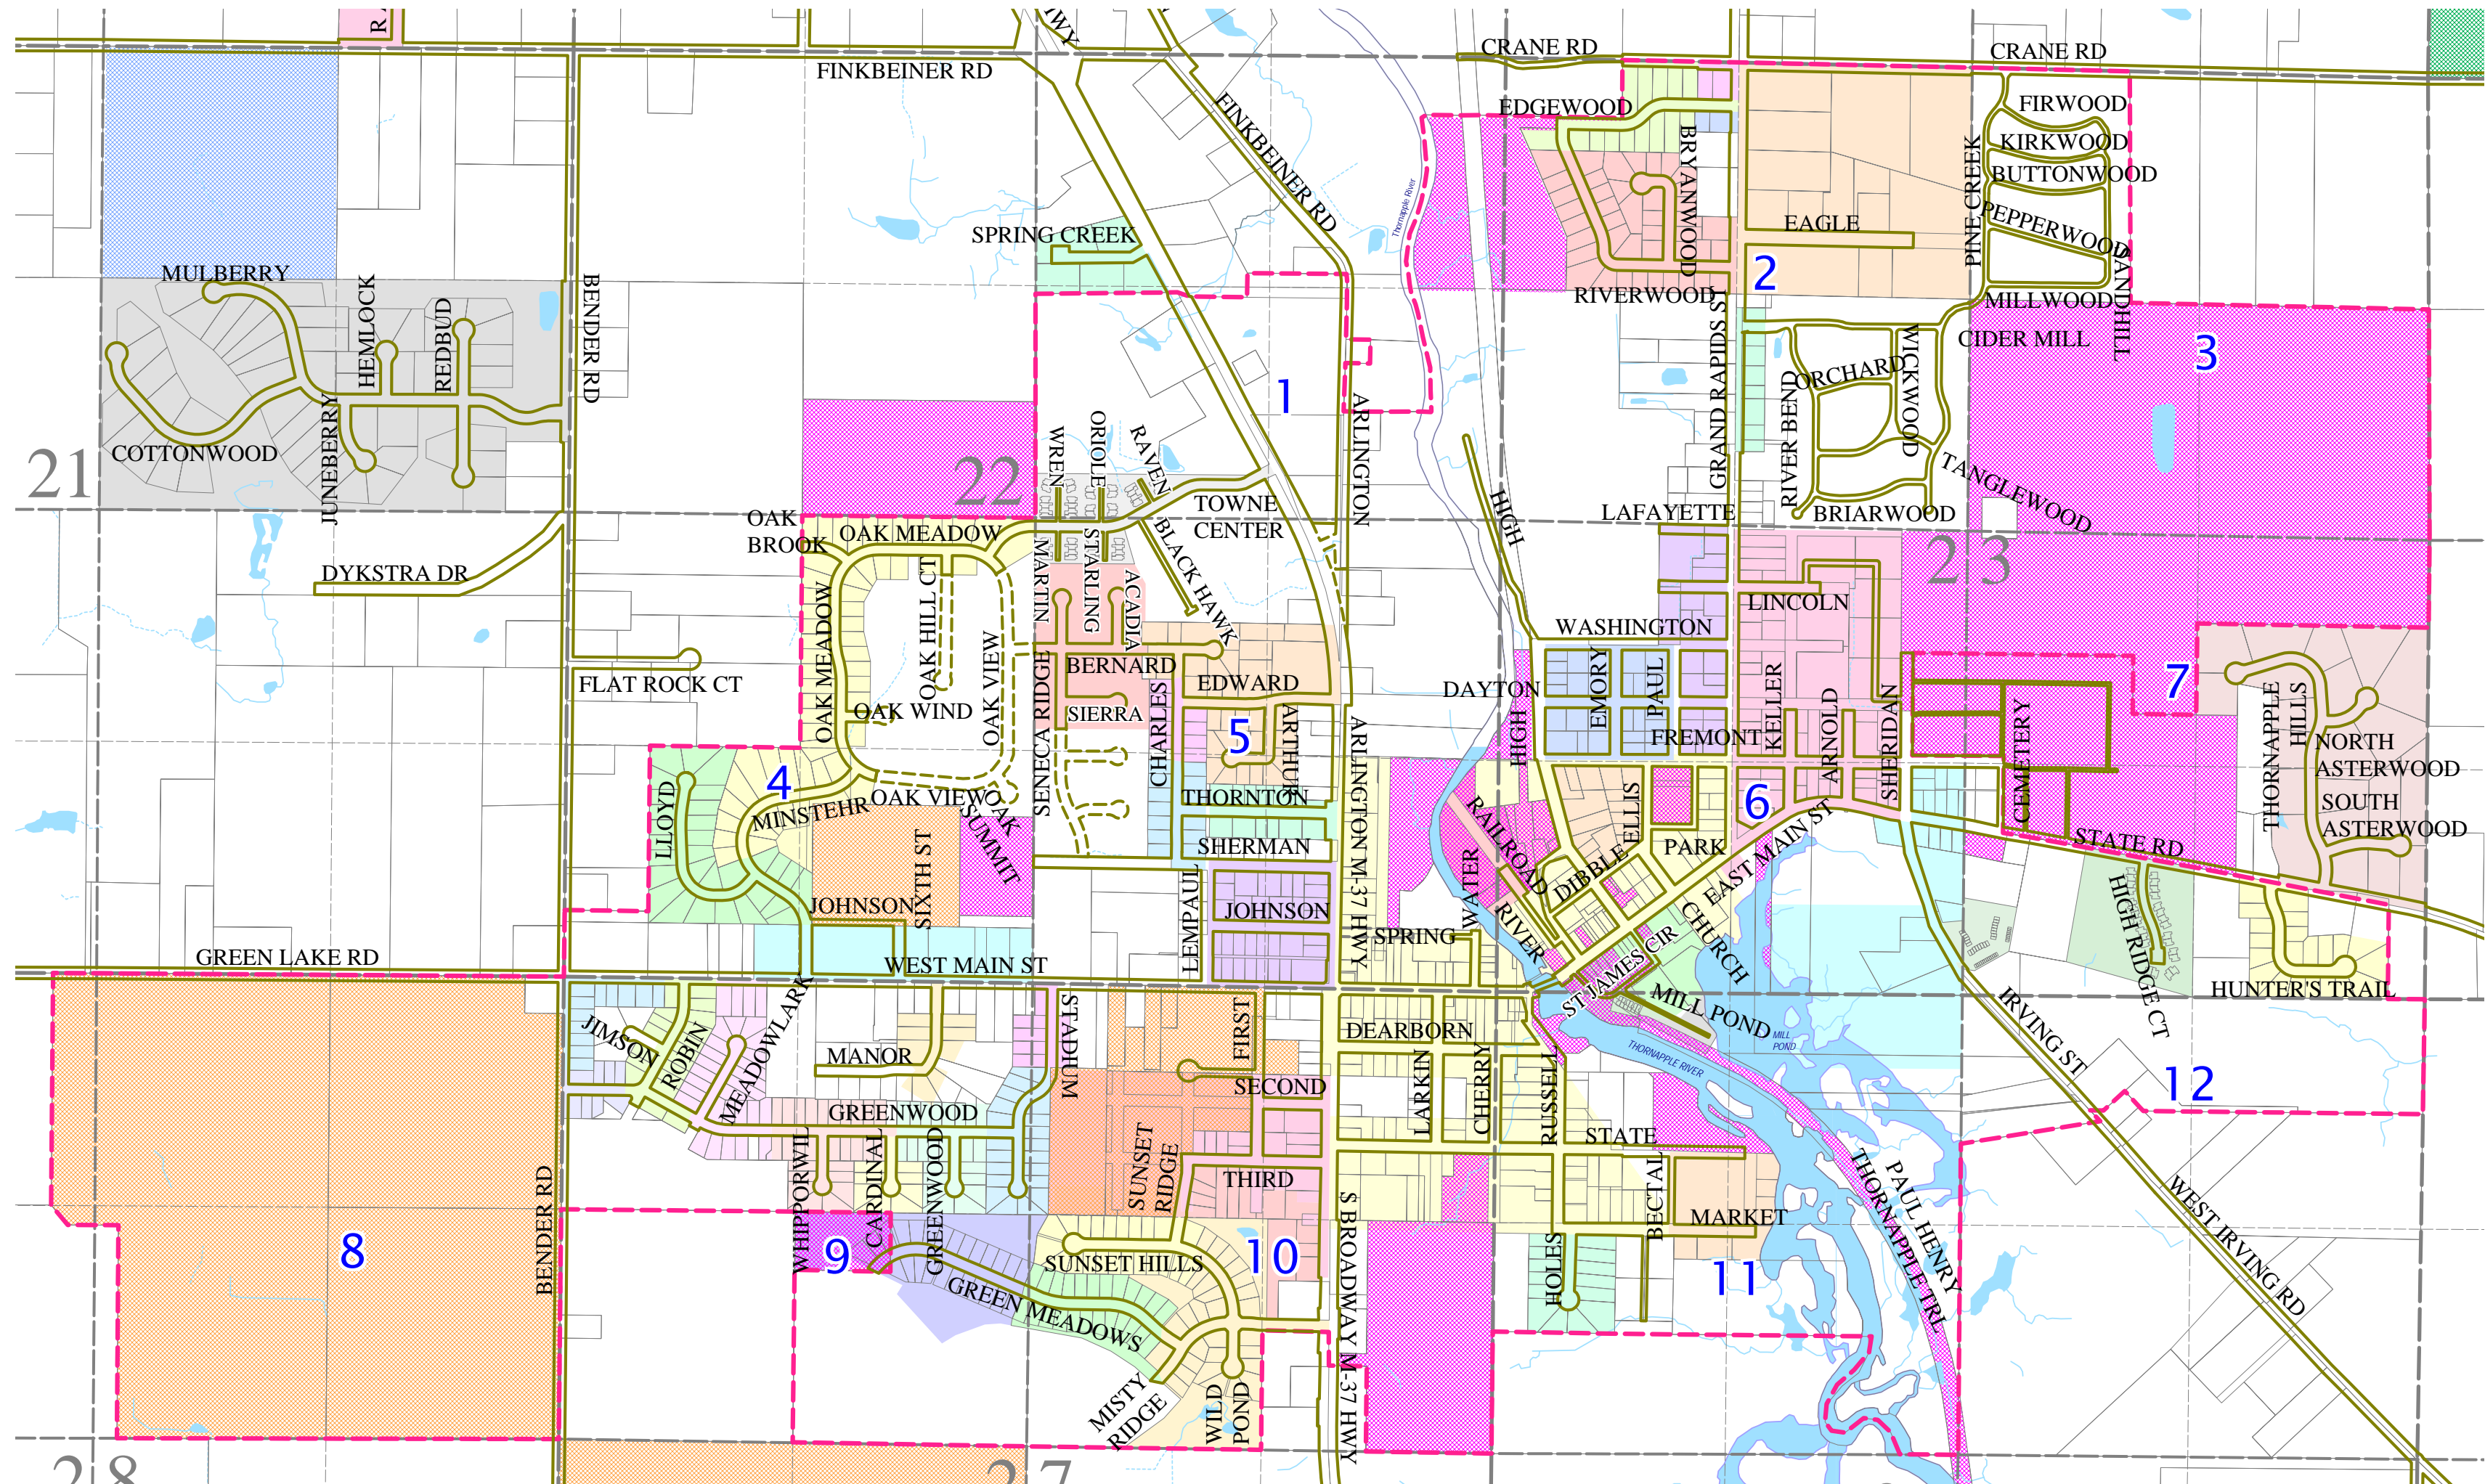 R
WY
CRANE RD
CRANE RD
FINKBEINER RD
FINKBEINER RD
EDGEWOOD
FIRWOOD
KIRKWOOD
BUTTONWOOD
PEPPERWOOD
PINE CREEK
BRYANWOOD
Thornapple River
SPRING CREEK
EAGLE
SANDHILL
MULBERRY
HEMLOCK
REDBUD
BENDER RD
RIVERWOOD
2
MILLWOOD
CIDER MILL
3
GRAND RAPIDS ST
WICKWOOD
ORCHARD
RIVER BEND
1
ARLINGTON
COTTONWOOD
JUNEBERRY
21
22
WREN
ORIOLE
RAVEN
TANGLEWOOD
TOWNE
CENTER
HIGH
LAFAYETTE
BRIARWOOD
OAK
BROOK
OAK MEADOW
MARTIN
STARLING
BLACK HAWK
23
DYKSTRA DR
OAK HILL CT
ACADIA
LINCOLN
OAK MEADOW
OAK VIEW
WASHINGTON
BERNARD
FLAT ROCK CT
EDWARD
DAYTON
EMORY
PAUL
7
OAK WIND
SENECA RIDGE
SIERRA
CHARLES
5
ARTHUR
ARLINGTON M-37 HWY
HIGH
FREMONT
KELLER
ARNOLD
SHERIDAN
CEMETERY
THORNAPPLE
HILLS
NORTH
ASTERWOOD
SOUTH
ASTERWOOD
4
LLOYD
MINSTEHR
OAK VIEW
OAK
SUMMIT
THORNTON
SHERMAN
RAILROAD
ELLIS
6
PARK
DIBBLE
EAST MAIN ST
STATE RD
SIXTH ST
JOHNSON
LEMPAUL
JOHNSON
WATER
RIVER
SPRING
CHURCH
HIGH RIDGE CT
GREEN LAKE RD
WEST MAIN ST
ST JAMES CIR
HUNTER'S TRAIL
JIMSON
ROBIN
MEADOWLARK
MANOR
STADIUM
FIRST
DEARBORN
MILL POND
MILL
POND
THORNAPPLE RIVER
IRVING ST
SECOND
LARKIN
CHERRY
RUSSELL
12
GREENWOOD
WHIPPORWIL
CARDINAL
GREENWOOD
SUNSET
RIDGE
THIRD
STATE
BECTAL
PAUL HENRY
THORNAPPLE TRL
WEST IRVING RD
8
BENDER RD
9
SUNSET HILLS
10
S BROADWAY M-37 HWY
HOLES
MARKET
11
GREEN MEADOWS
MISTY
RIDGE
WILD
POND
28
27